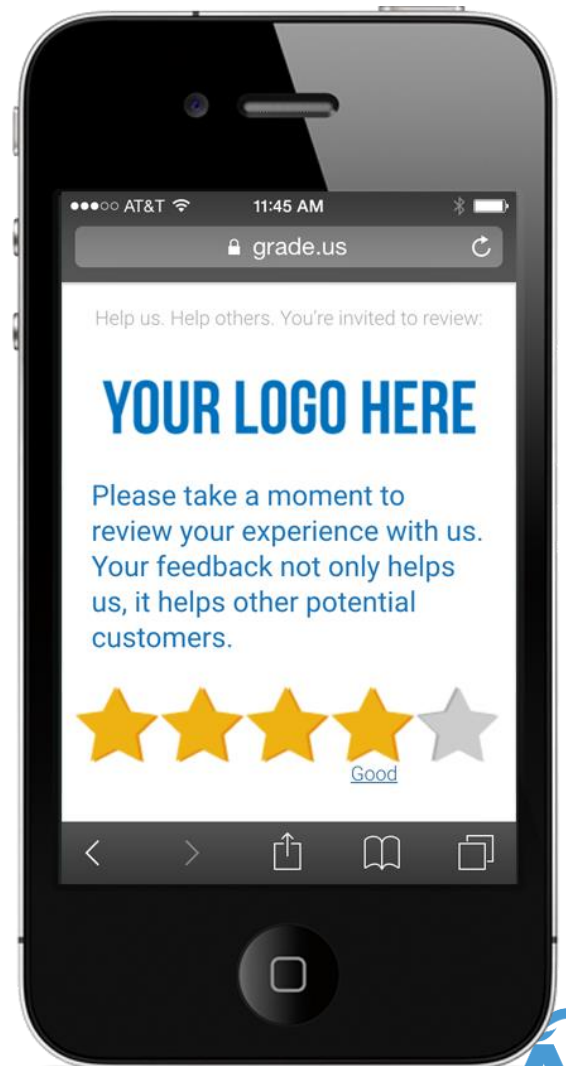 AT&T 11:45 AM
grade.us
Help us. Help others. You're invited to review:
YOUR LOGO HERE
Please take a moment to
review your experience with us.
Your feedback not only helps
us, it helps other potential
customers.
Good